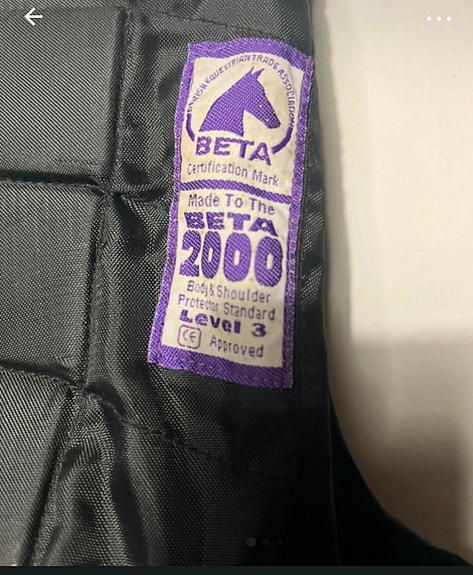 BRITISH EQUESTRIAN TRADE ASSOCIATION
BETA
Certification Mark
Made To The
BETA
2000
Body & Shoulder
Protector Standard
Level 3
CE Approved